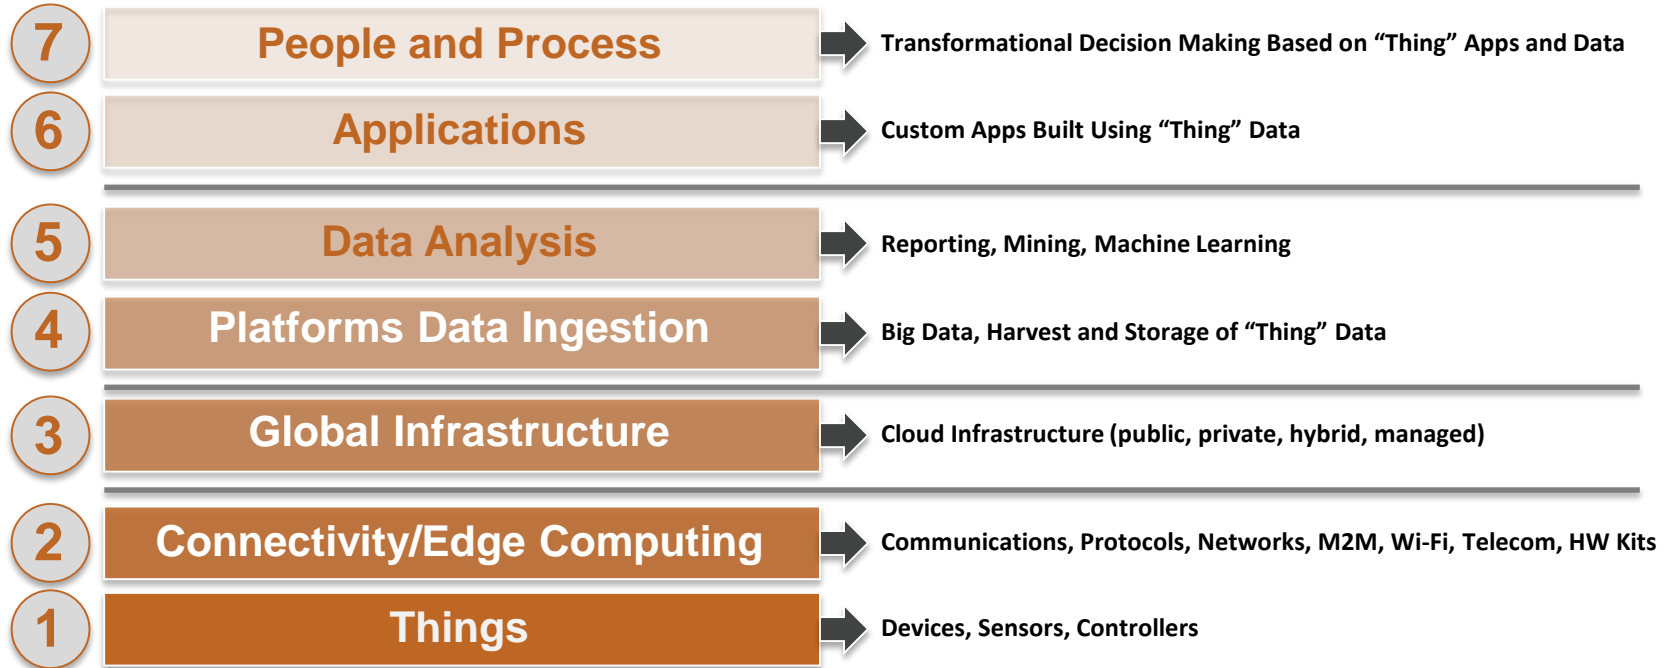 7 People and Process Transformational Decision Making Based on “Thing” Apps and Data
6 Applications Custom Apps Built Using “Thing” Data
5 Data Analysis Reporting, Mining, Machine Learning
4 Platforms Data Ingestion Big Data, Harvest and Storage of “Thing” Data
3 Global Infrastructure Cloud Infrastructure (public, private, hybrid, managed)
2 Connectivity/Edge Computing Communications, Protocols, Networks, M2M, Wi-Fi, Telecom, HW Kits
1 Things Devices, Sensors, Controllers